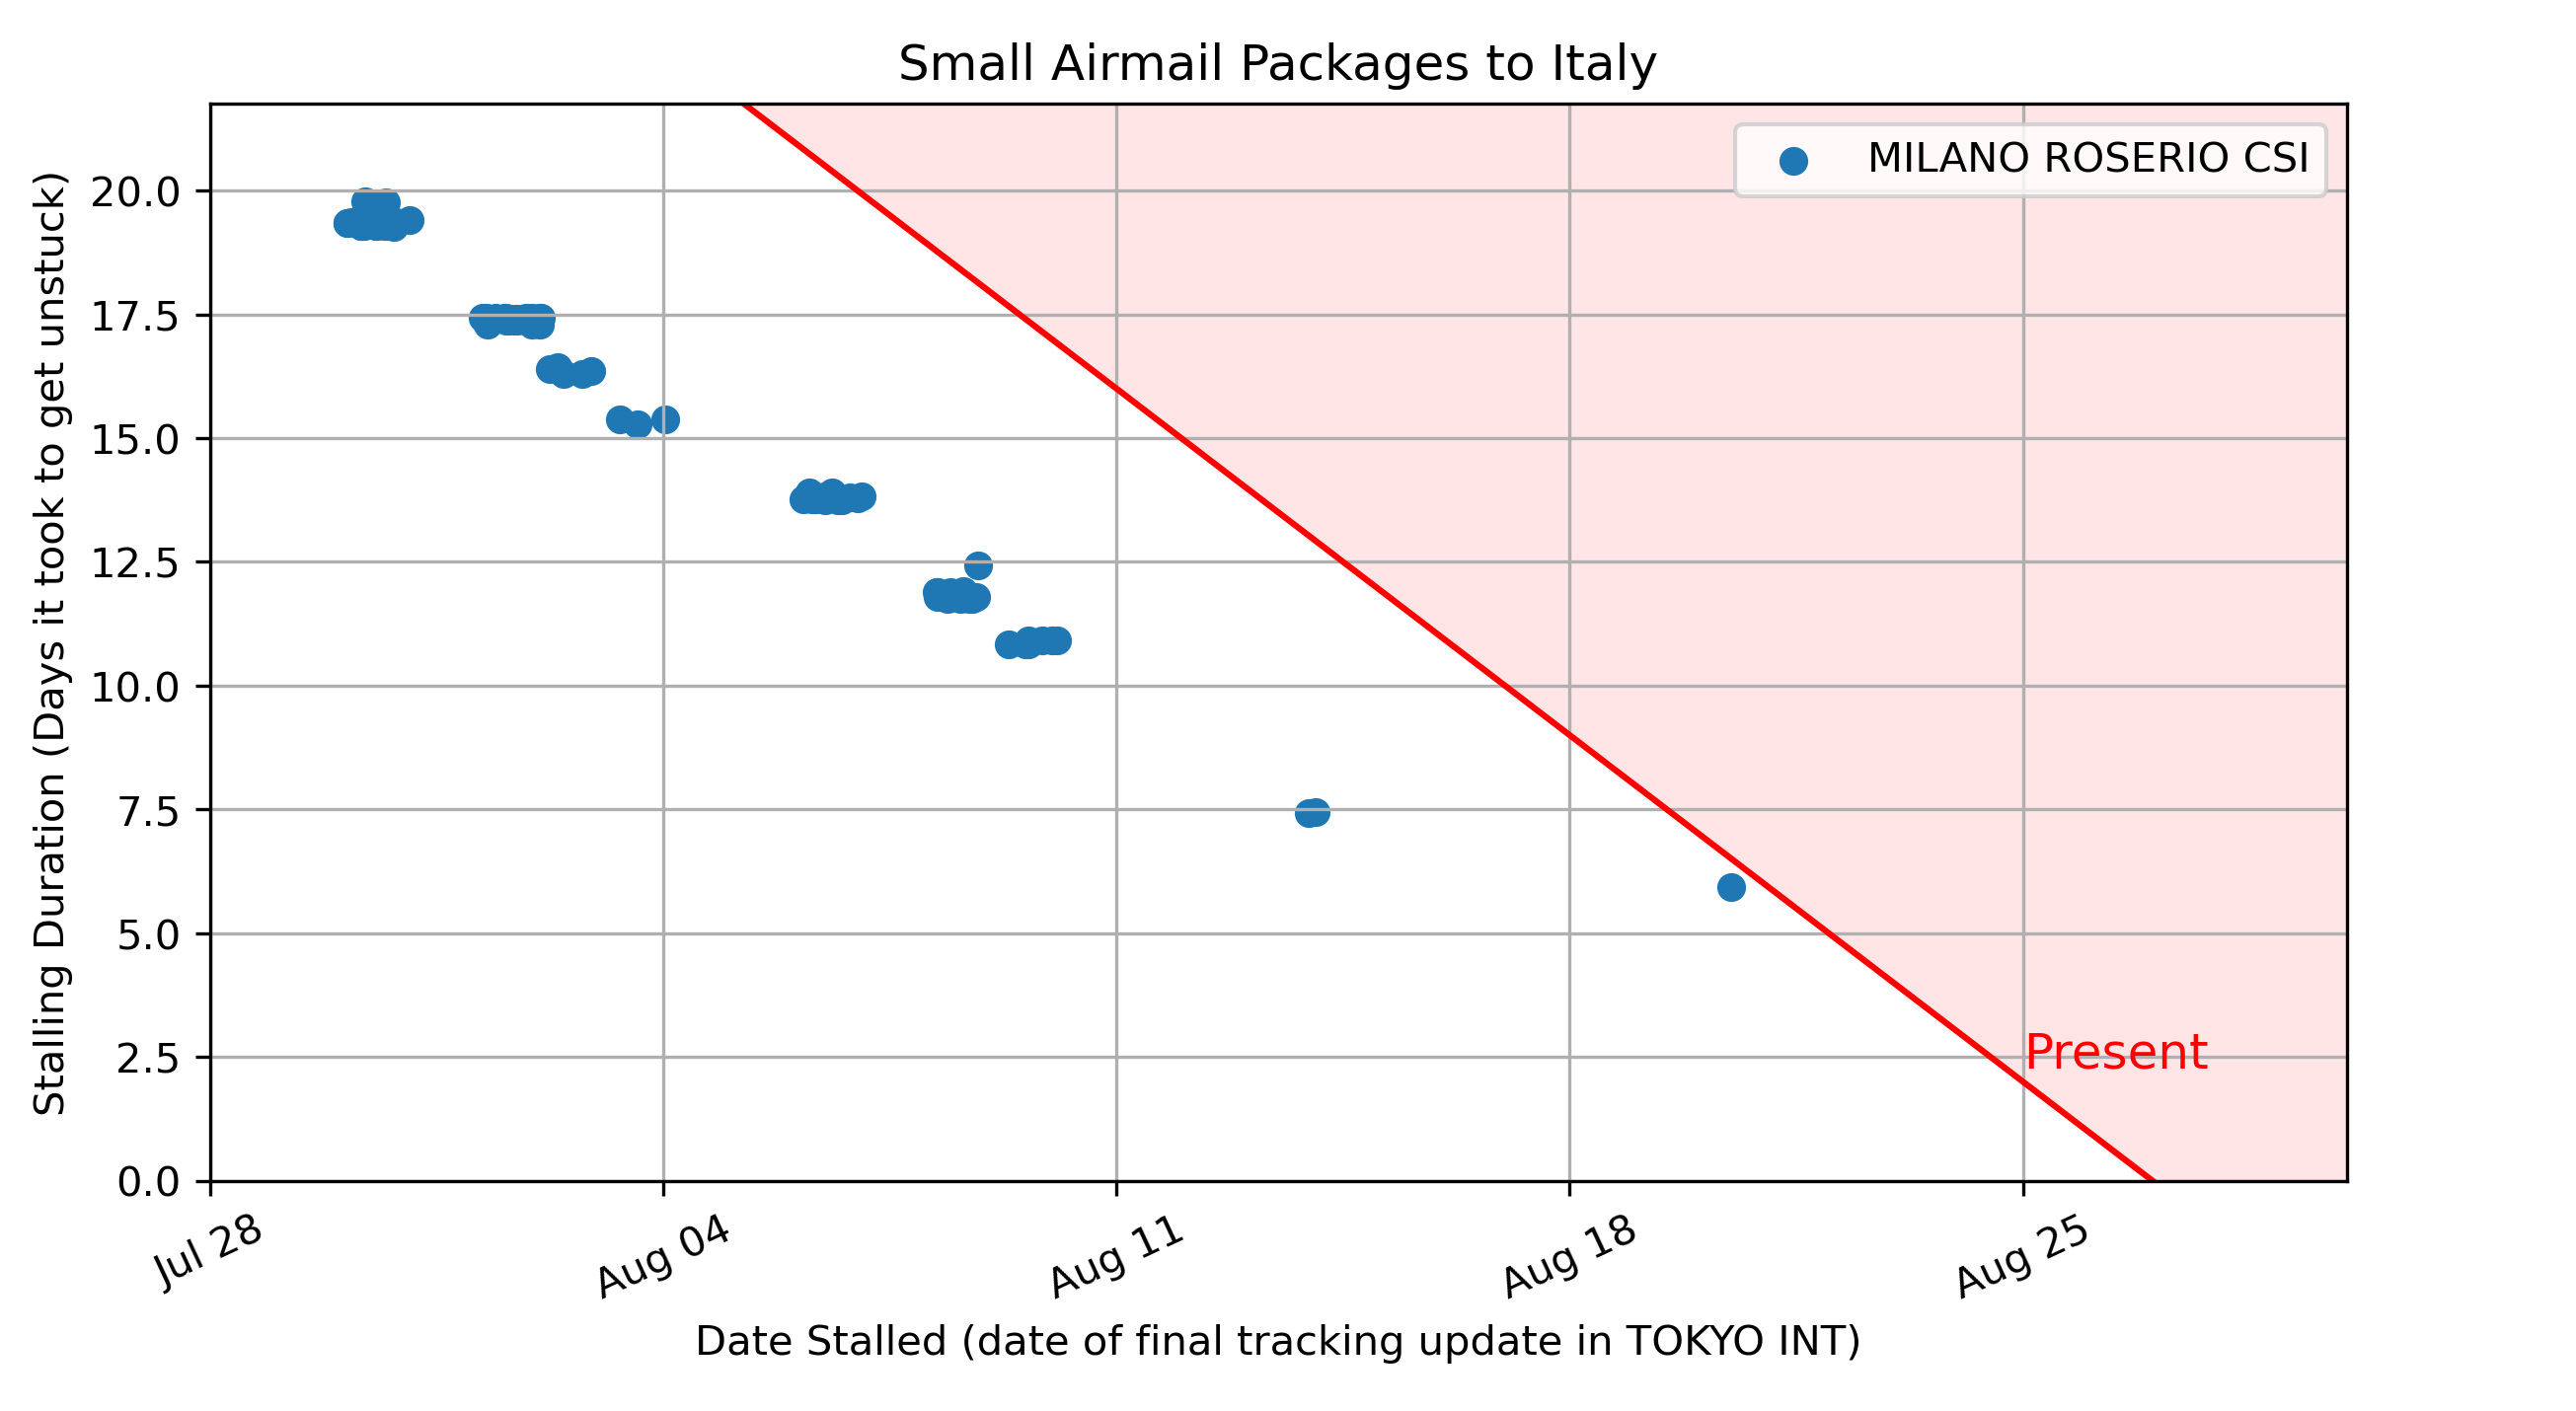 Small Airmail Packages to Italy
MILANO ROSERIO CSI
Stalling Duration (Days it took to get unstuck)
20.0
17.5
15.0
12.5
10.0
7.5
5.0
2.5
0.0
Present
Jul 28
Aug 04
Aug 11
Aug 18
Aug 25
Date Stalled (date of final tracking update in TOKYO INT)